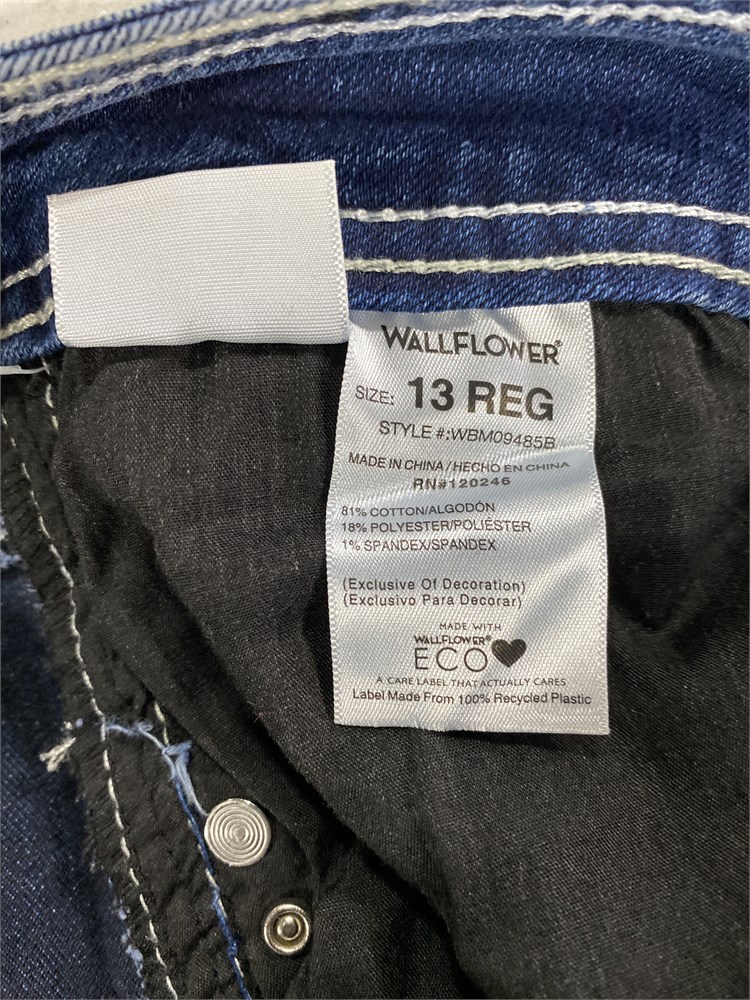 WALLFLOWER®
SIZE: 13 REG
STYLE #:WBM09485B
MADE IN CHINA/HECHO EN CHINA
RN#120246
81% COTTON/ALGODÓN
18% POLYESTER/POLIÉSTER
1% SPANDEX/SPANDEX
(Exclusive Of Decoration)
(Exclusivo Para Decorar)
MADE WITH
WALLFLOWER®
ECO
A CARE LABEL THAT ACTUALLY CARES
Label Made From 100% Recycled Plastic